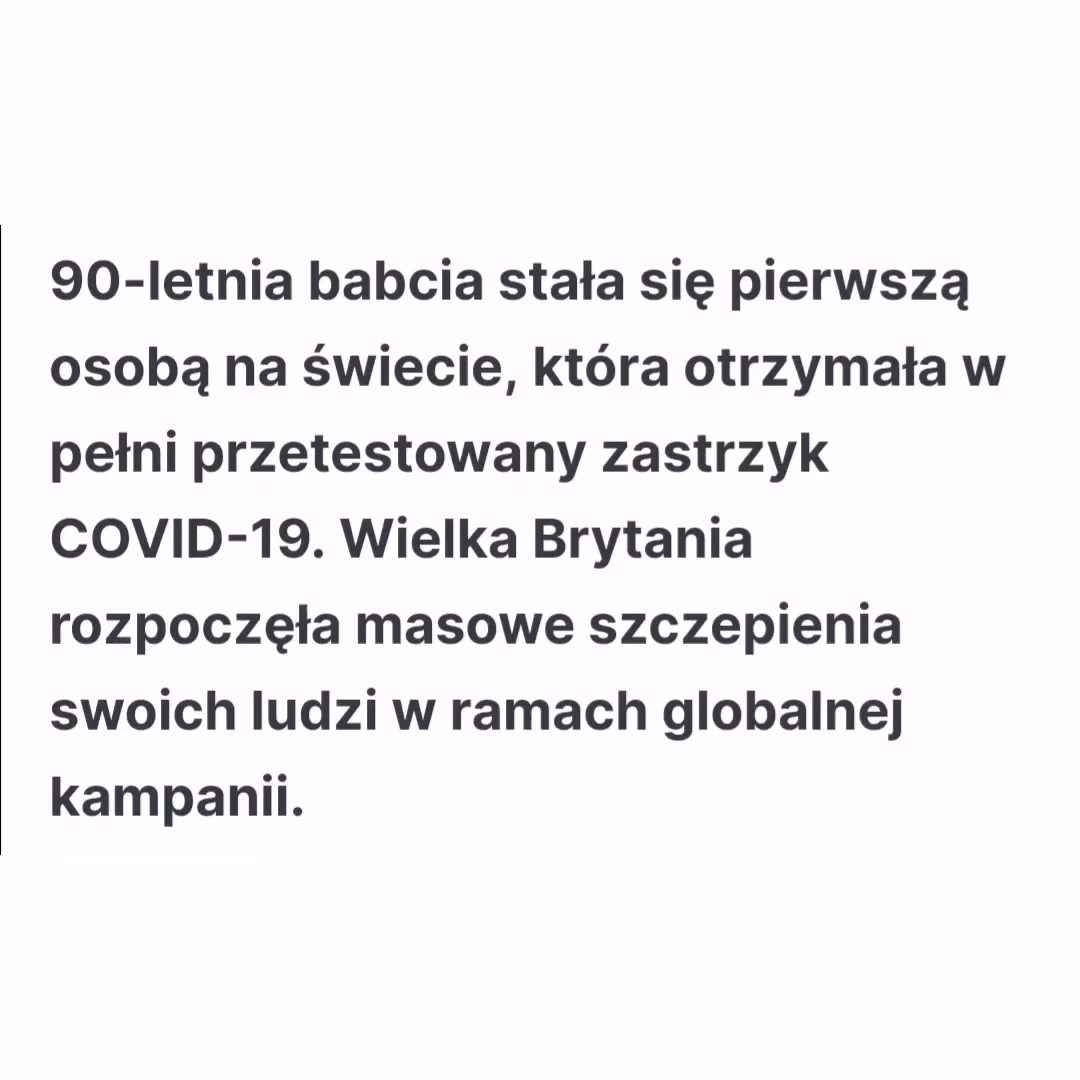 90-letnia babcia stała się pierwszą
osobą na świecie, która otrzymała w
pełni przetestowany zastrzyk
COVID-19. Wielka Brytania
rozpoczęła masowe szczepienia
swoich ludzi w ramach globalnej
kampanii.